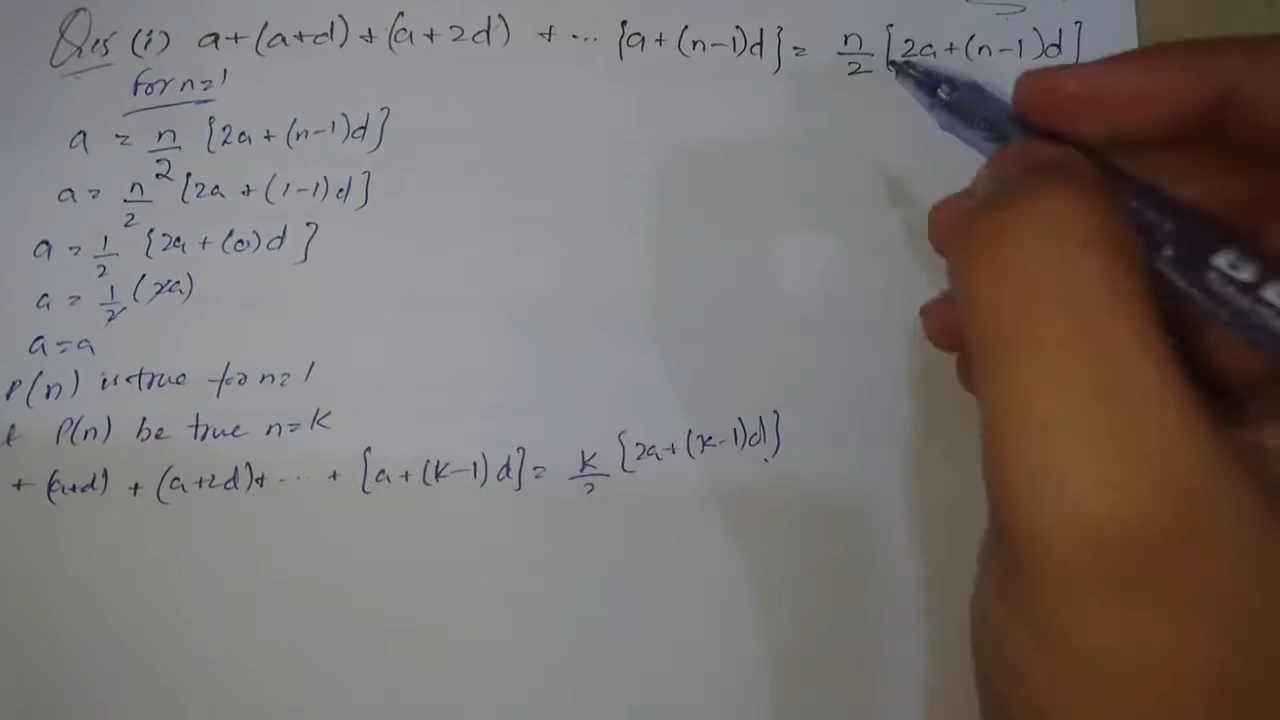 Q15 (i) a+(a+d)+(a+2d) + ... {a+(n-1)d} = n/2 [2a+(n-1)d]
for n=1
a = n/2 {2a+(n-1)d}
a = n/2 {2a+(1-1)d}
a = 1/2 {2a+(0)d}
a = 1/2 (2a)
a=a
P(n) is true for n=1
P(n) be true n=k
+ (a+d) + (a+2d)+ ... + [a+(k-1)d] = k/2 {2a+(k-1)d}